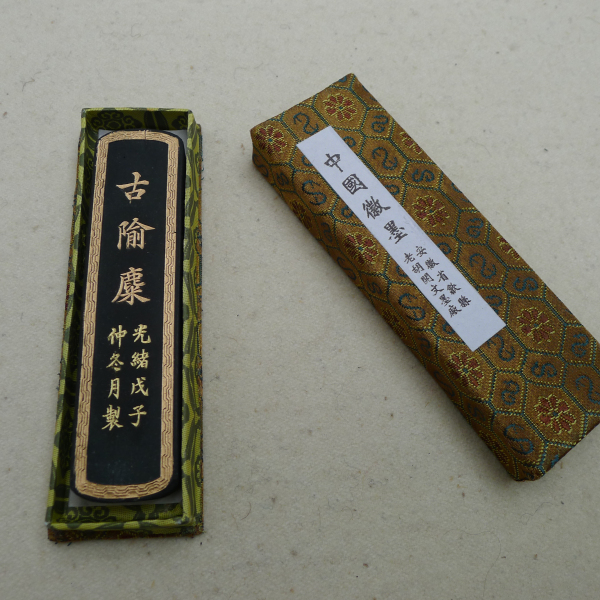 古隃麋
光緒戊子
仲冬月製
中國徽墨
安徽省歙縣
老胡開文墨廠